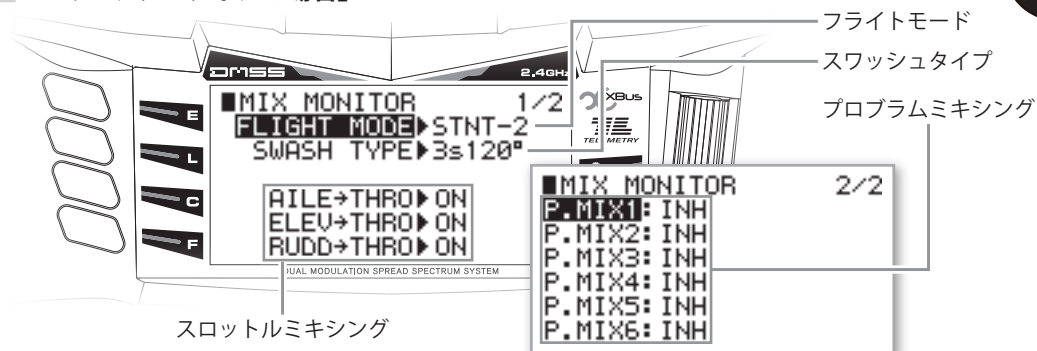 フライトモード
スワッシュタイプ
プロブラムミキシング
DMSS
2.4GHz
■MIX MONITOR 1/2
FLIGHT MODE▶STNT-2
SWASH TYPE▶3s120°
AILE→THRO▶ON
ELEV→THRO▶ON
RUDD→THRO▶ON
DUAL MODULATION SPREAD SPECTRUM SYSTEM
E
L
C
F
XBus
TELEMETRY
■MIX MONITOR 2/2
P.MIX1: INH
P.MIX2: INH
P.MIX3: INH
P.MIX4: INH
P.MIX5: INH
P.MIX6: INH
スロットルミキシング